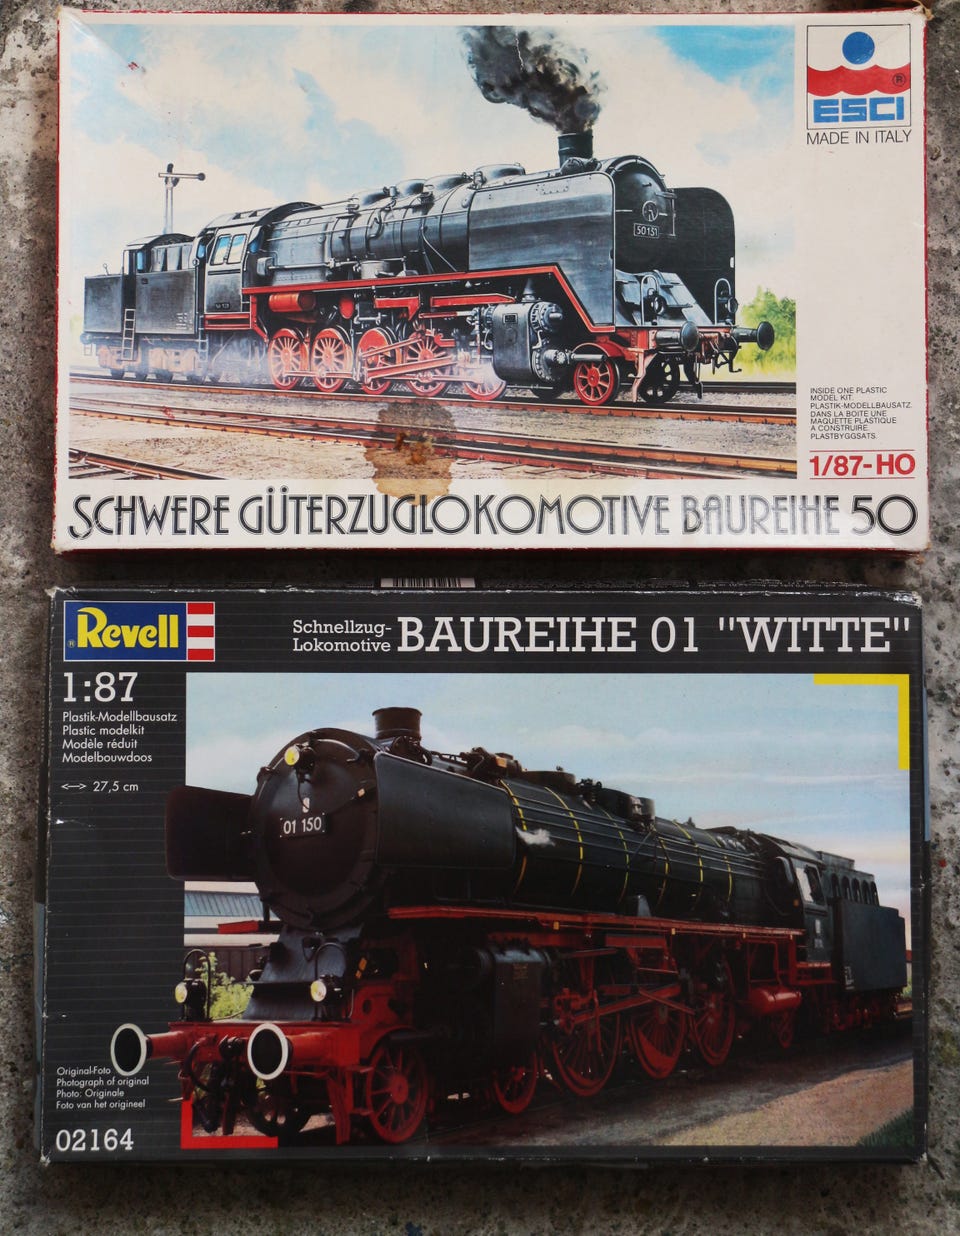 ESCI
®
MADE IN ITALY
50 151
INSIDE ONE PLASTIC
MODEL KIT.
PLASTIK-MODELLBAUSATZ.
DANS LA BOITE UNE
MAQUETTE PLASTIQUE
A CONSTRUIRE.
PLASTBYGGSATS.
1/87-HO
SCHWERE GÜTERZUGLOKOMOTIVE BAUREIHE 50
®Revell
Schnellzug-
Lokomotive BAUREIHE 01 "WITTE"
1:87
Plastik-Modellbausatz
Plastic modelkit
Modèle réduit
Modelbouwdoos
<--> 27,5 cm
01 150
Original-Foto
Photograph of original
Photo: Originale
Foto van het origineel
02164